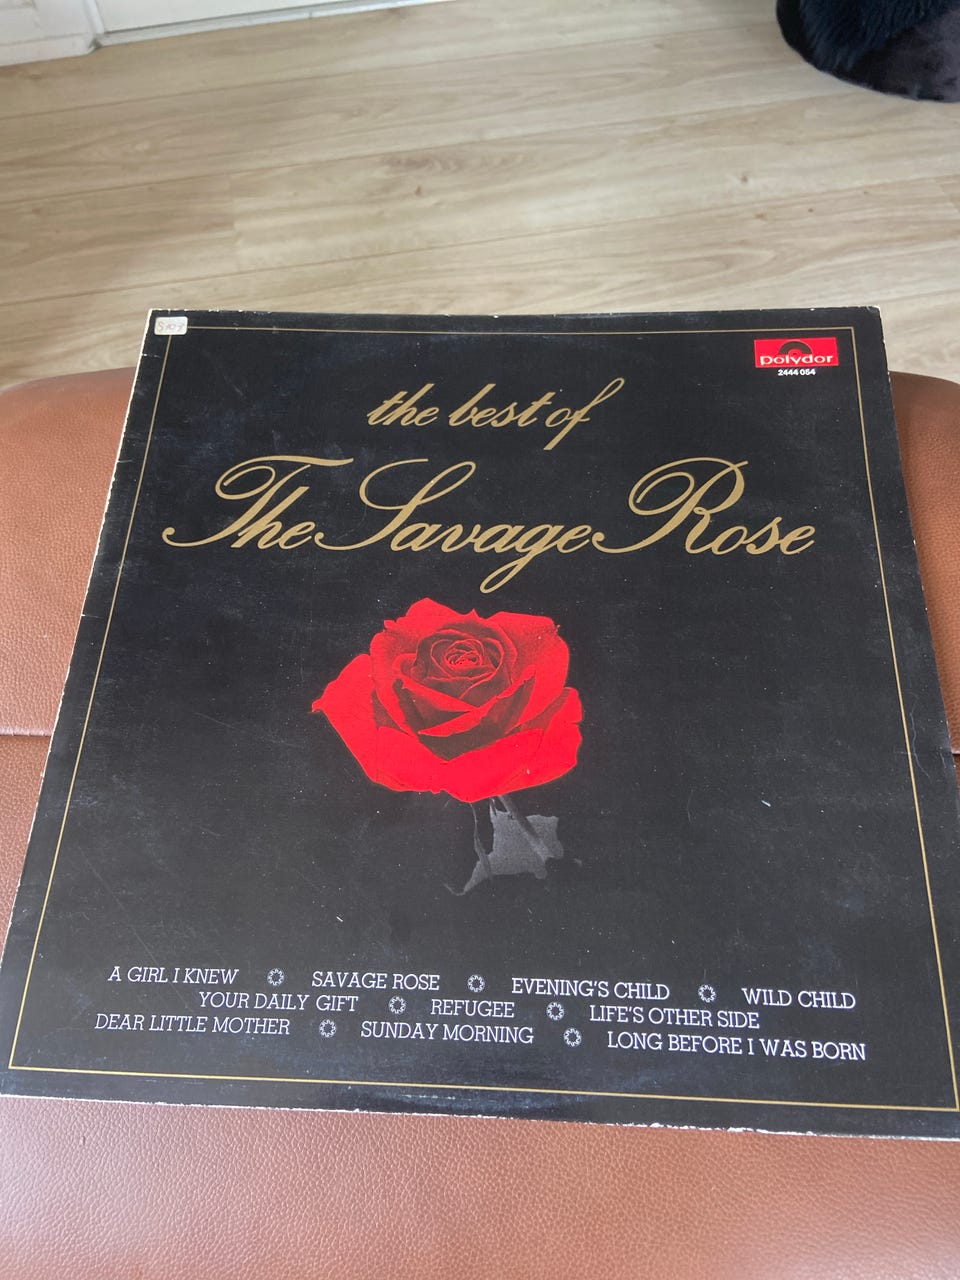 polydor
2444 054
the best of
The Savage Rose
A GIRL I KNEW SAVAGE ROSE EVENING'S CHILD WILD CHILD
YOUR DAILY GIFT REFUGEE LIFE'S OTHER SIDE
DEAR LITTLE MOTHER SUNDAY MORNING LONG BEFORE I WAS BORN